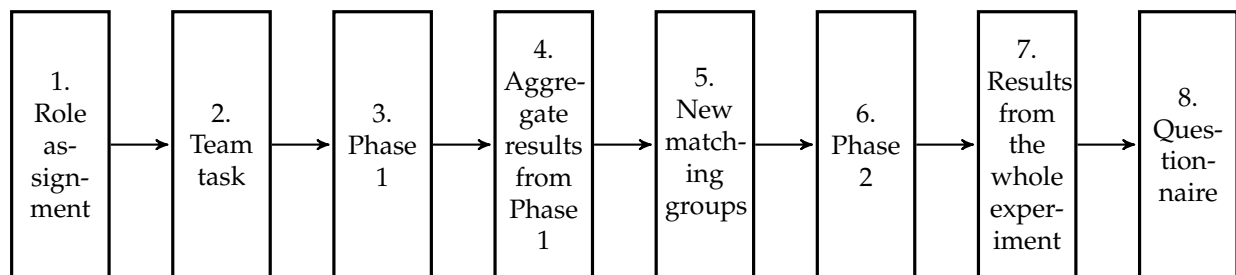 1.
Role
as-
sign-
ment
2.
Team
task
3.
Phase
1
4.
Aggre-
gate
results
from
Phase
1
5.
New
match-
ing
groups
6.
Phase
2
7.
Results
from
the
whole
exper-
iment
8.
Ques-
tion-
naire